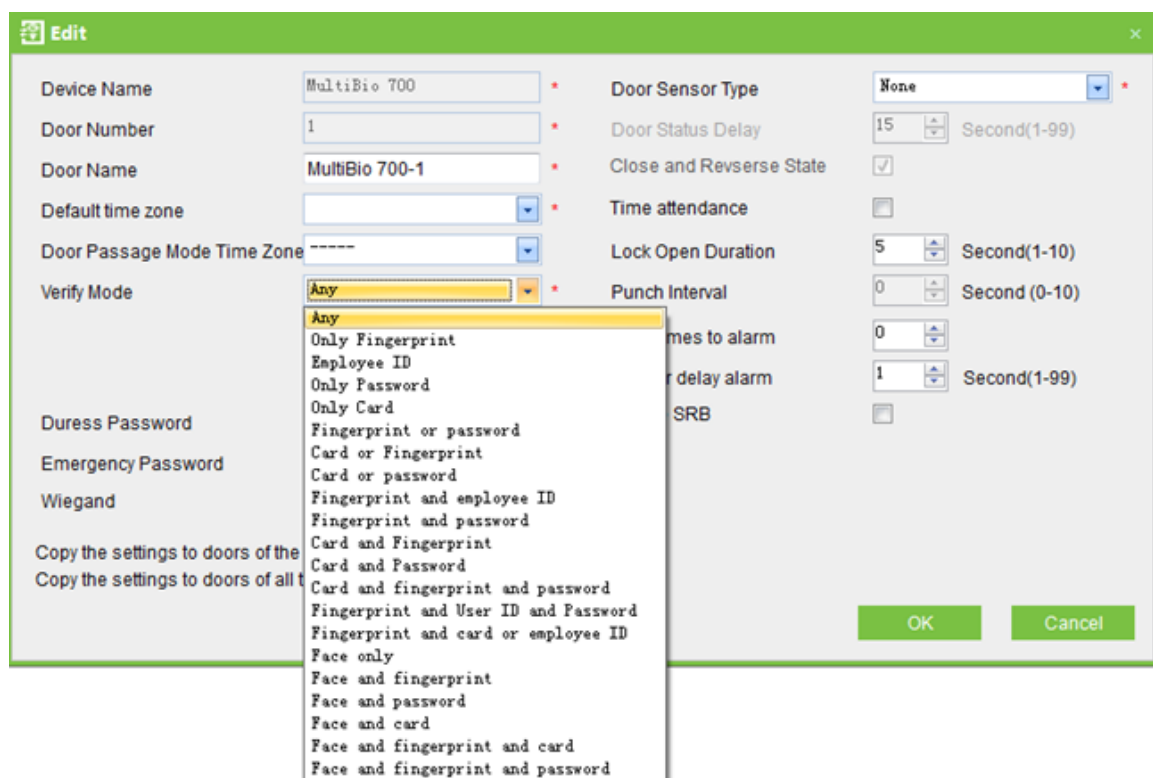 Edit
Device Name MultiBio 700 *
Door Number 1 *
Door Name MultiBio 700-1 *
Default time zone *
Door Passage Mode Time Zone -----
Verify Mode Any *
Any
Only Fingerprint
Employee ID
Only Password
Only Card
Fingerprint or password
Card or Fingerprint
Card or password
Fingerprint and employee ID
Fingerprint and password
Card and Fingerprint
Card and Password
Card and fingerprint and password
Fingerprint and User ID and Password
Fingerprint and card or employee ID
Face only
Face and fingerprint
Face and password
Face and card
Face and fingerprint and card
Face and fingerprint and password
Duress Password
Emergency Password
Wiegand
Copy the settings to doors of the
Copy the settings to doors of all t
Door Sensor Type None *
Door Status Delay 15 Second(1-99)
Close and Revserse State
Time attendance
Lock Open Duration 5 Second(1-10)
Punch Interval 0 Second (0-10)
mes to alarm 0
r delay alarm 1 Second(1-99)
SRB
OK Cancel